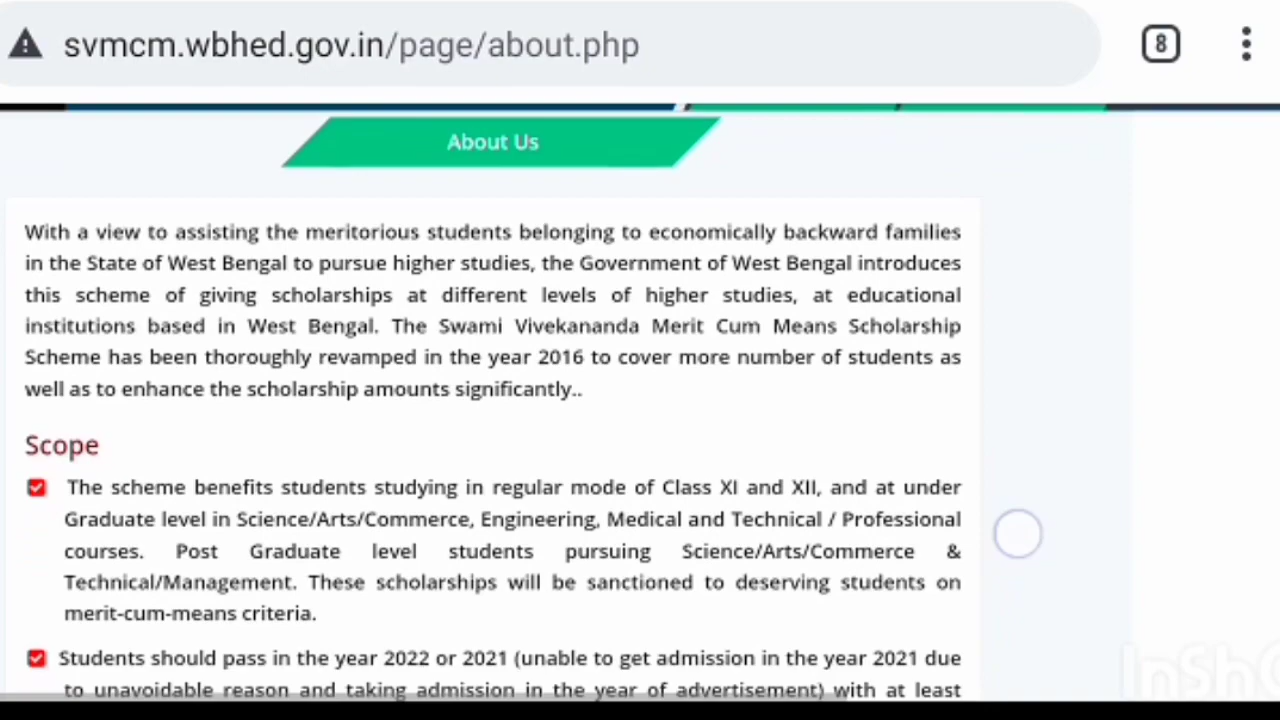 svmcm.wbhed.gov.in/page/about.php
8
About Us
With a view to assisting the meritorious students belonging to economically backward families
in the State of West Bengal to pursue higher studies, the Government of West Bengal introduces
this scheme of giving scholarships at different levels of higher studies, at educational
institutions based in West Bengal. The Swami Vivekananda Merit Cum Means Scholarship
Scheme has been thoroughly revamped in the year 2016 to cover more number of students as
well as to enhance the scholarship amounts significantly..
Scope
The scheme benefits students studying in regular mode of Class XI and XII, and at under
Graduate level in Science/Arts/Commerce, Engineering, Medical and Technical / Professional
courses. Post Graduate level students pursuing Science/Arts/Commerce &
Technical/Management. These scholarships will be sanctioned to deserving students on
merit-cum-means criteria.
Students should pass in the year 2022 or 2021 (unable to get admission in the year 2021 due
to unavoidable reason and taking admission in the year of advertisement) with at least